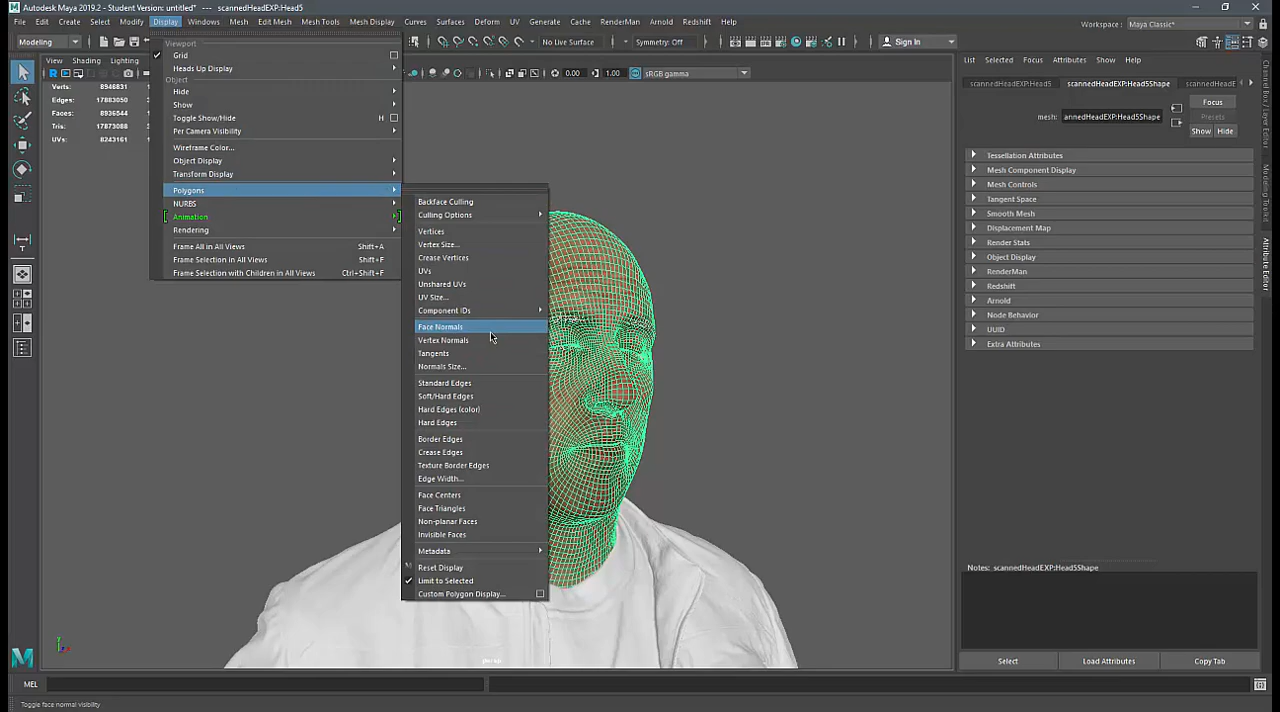 Autodesk Maya 2019.2 - Student Version: untitled* --- scannedHeadEXP:Head5
File Edit Create Select Modify Display Windows Mesh Edit Mesh Mesh Tools Mesh Display Curves Surfaces Deform UV Generate Cache RenderMan Arnold Redshift Help
Workspace : Maya Classic*
Modeling
No Live Surface
Symmetry: Off
Sign In
View Shading Lighting
0.00
1.00
sRGB gamma
Verts: 8946831
Edges: 17883050
Faces: 8936544
Tris: 17873088
UVs: 8243161
Viewport
Grid
Heads Up Display
Object
Hide
Show
Toggle Show/Hide H
Per Camera Visibility
Wireframe Color...
Object Display
Transform Display
Polygons
NURBS
Animation
Rendering
Frame All in All Views Shift+A
Frame Selection in All Views Shift+F
Frame Selection with Children in All Views Ctrl+Shift+F
Backface Culling
Culling Options
Vertices
Vertex Size...
Crease Vertices
UVs
Unshared UVs
UV Size...
Component IDs
Face Normals
Vertex Normals
Tangents
Normals Size...
Standard Edges
Soft/Hard Edges
Hard Edges (color)
Hard Edges
Border Edges
Crease Edges
Texture Border Edges
Edge Width...
Face Centers
Face Triangles
Non-planar Faces
Invisible Faces
Metadata
Reset Display
Limit to Selected
Custom Polygon Display...
persp
List Selected Focus Attributes Show Help
scannedHeadEXP:Head5 scannedHeadEXP:Head5Shape scannedHeadE
mesh: annedHeadEXP:Head5Shape
Focus
Presets
Show Hide
Tessellation Attributes
Mesh Component Display
Mesh Controls
Tangent Space
Smooth Mesh
Displacement Map
Render Stats
Object Display
RenderMan
Redshift
Arnold
Node Behavior
UUID
Extra Attributes
Notes: scannedHeadEXP:Head5Shape
Select Load Attributes Copy Tab
Channel Box / Layer Editor
Modeling Toolkit
Attribute Editor
MEL
Toggle face normal visibility